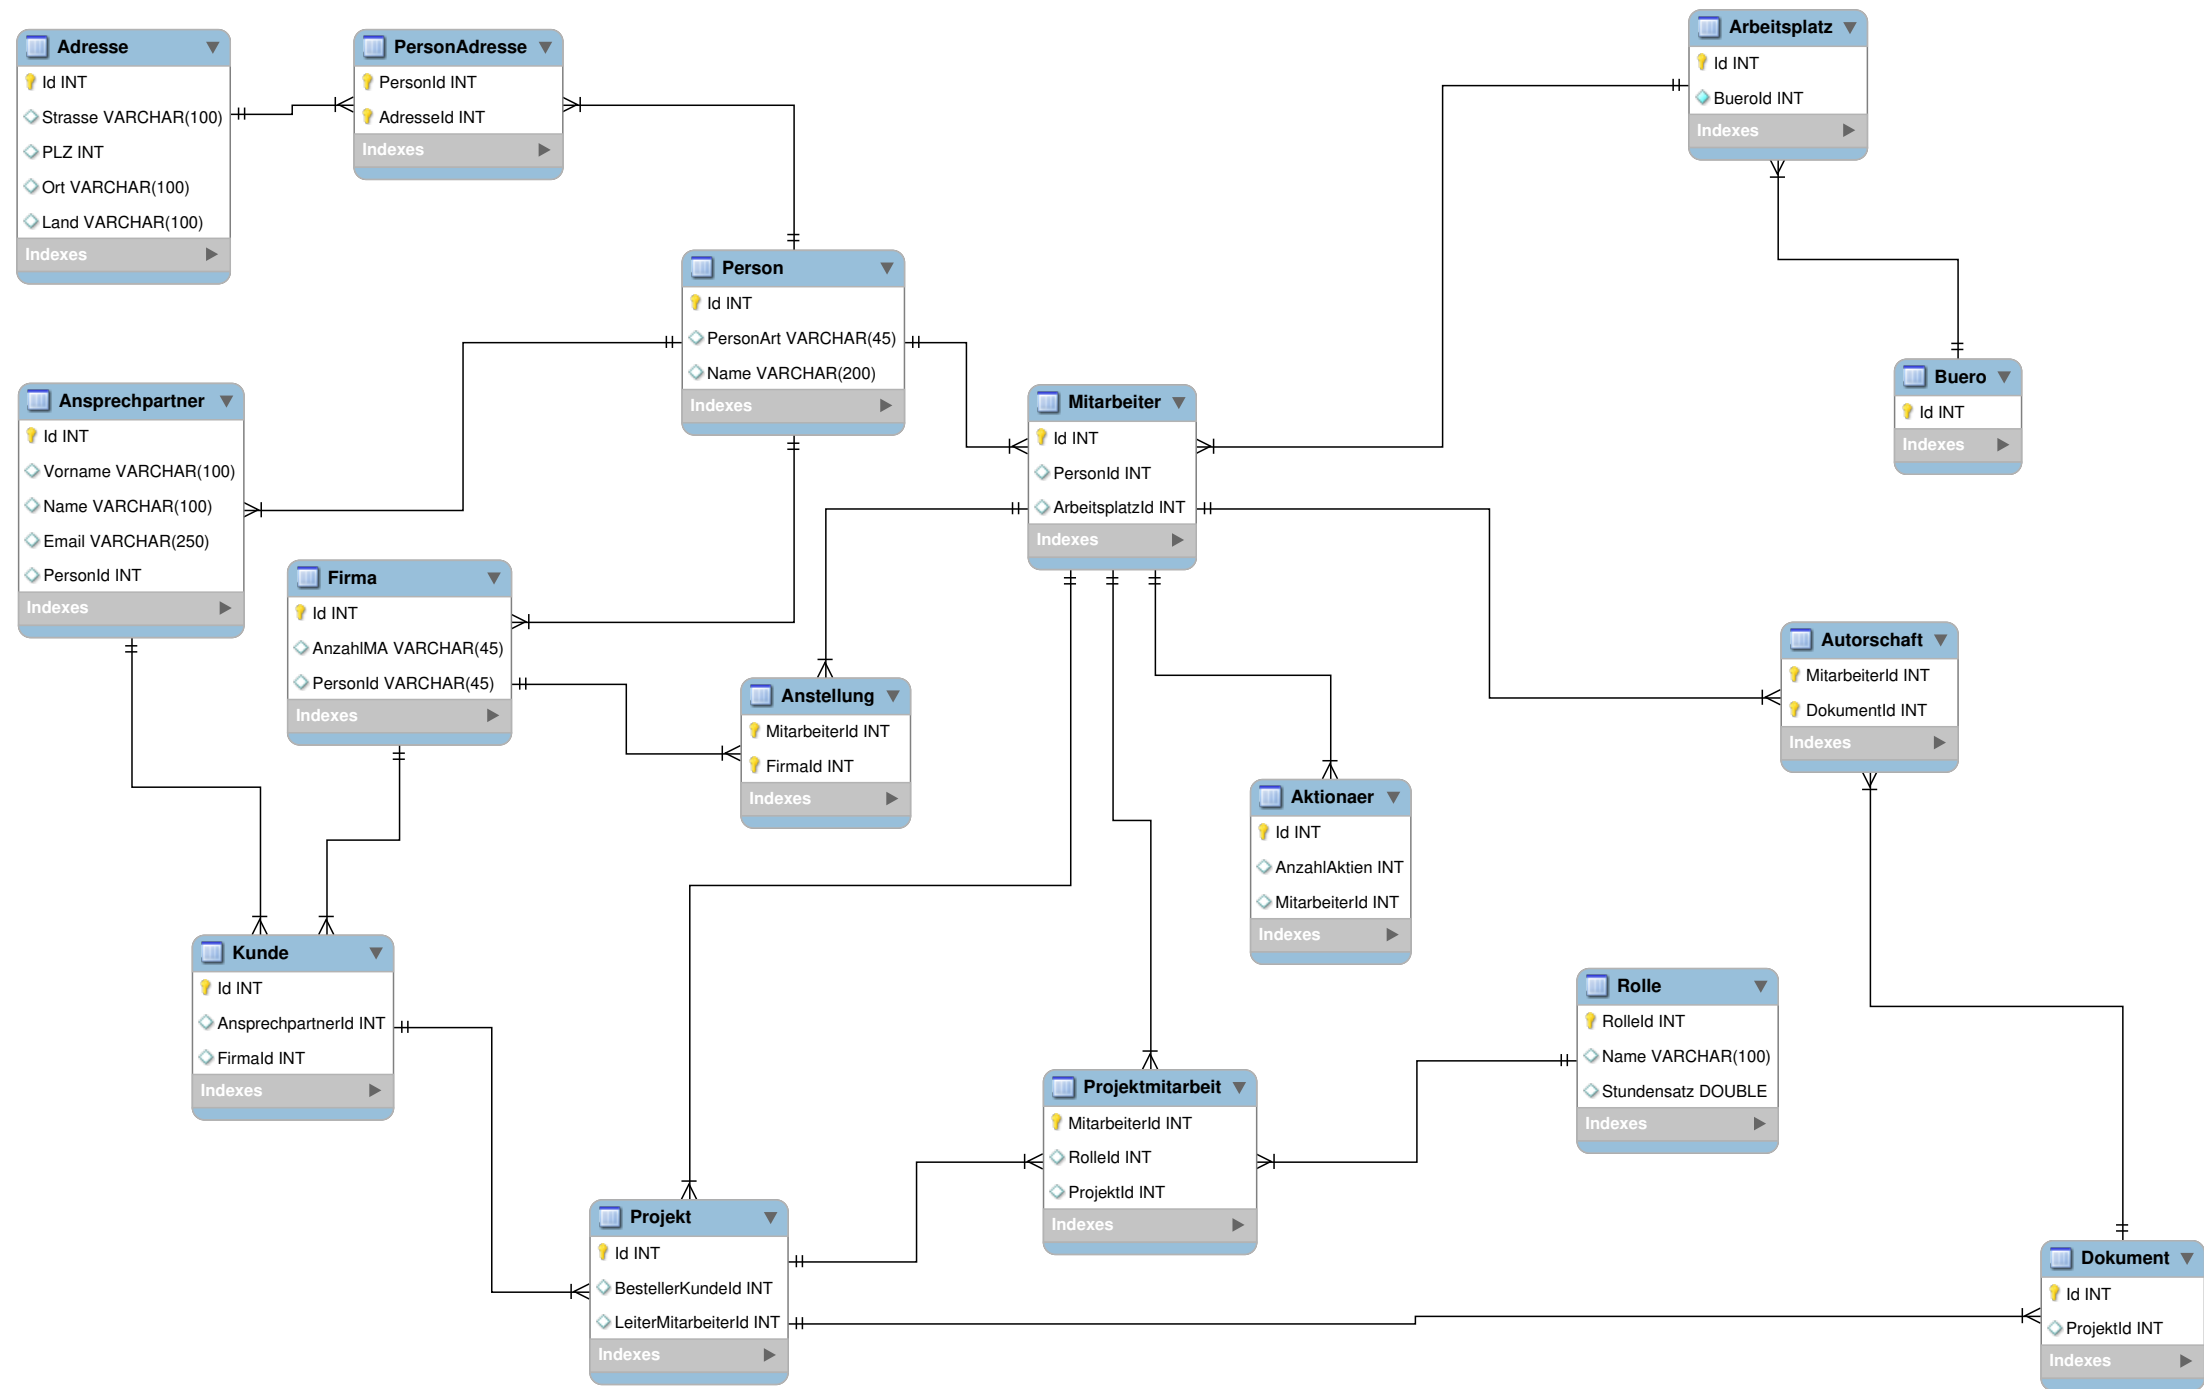 Adresse
Id INT
Strasse VARCHAR(100)
PLZ INT
Ort VARCHAR(100)
Land VARCHAR(100)
Indexes
PersonAdresse
PersonId INT
AdresseId INT
Indexes
Arbeitsplatz
Id INT
BueroId INT
Indexes
Person
Id INT
PersonArt VARCHAR(45)
Name VARCHAR(200)
Indexes
Buero
Id INT
Indexes
Ansprechpartner
Id INT
Vorname VARCHAR(100)
Name VARCHAR(100)
Email VARCHAR(250)
PersonId INT
Indexes
Mitarbeiter
Id INT
PersonId INT
ArbeitsplatzId INT
Indexes
Firma
Id INT
AnzahlMA VARCHAR(45)
PersonId VARCHAR(45)
Indexes
Anstellung
MitarbeiterId INT
FirmaId INT
Indexes
Autorschaft
MitarbeiterId INT
DokumentId INT
Indexes
Aktionaer
Id INT
AnzahlAktien INT
MitarbeiterId INT
Indexes
Kunde
Id INT
AnsprechpartnerId INT
FirmaId INT
Indexes
Rolle
RolleId INT
Name VARCHAR(100)
Stundensatz DOUBLE
Indexes
Projektmitarbeit
MitarbeiterId INT
RolleId INT
ProjektId INT
Indexes
Projekt
Id INT
BestellerKundeId INT
LeiterMitarbeiterId INT
Indexes
Dokument
Id INT
ProjektId INT
Indexes